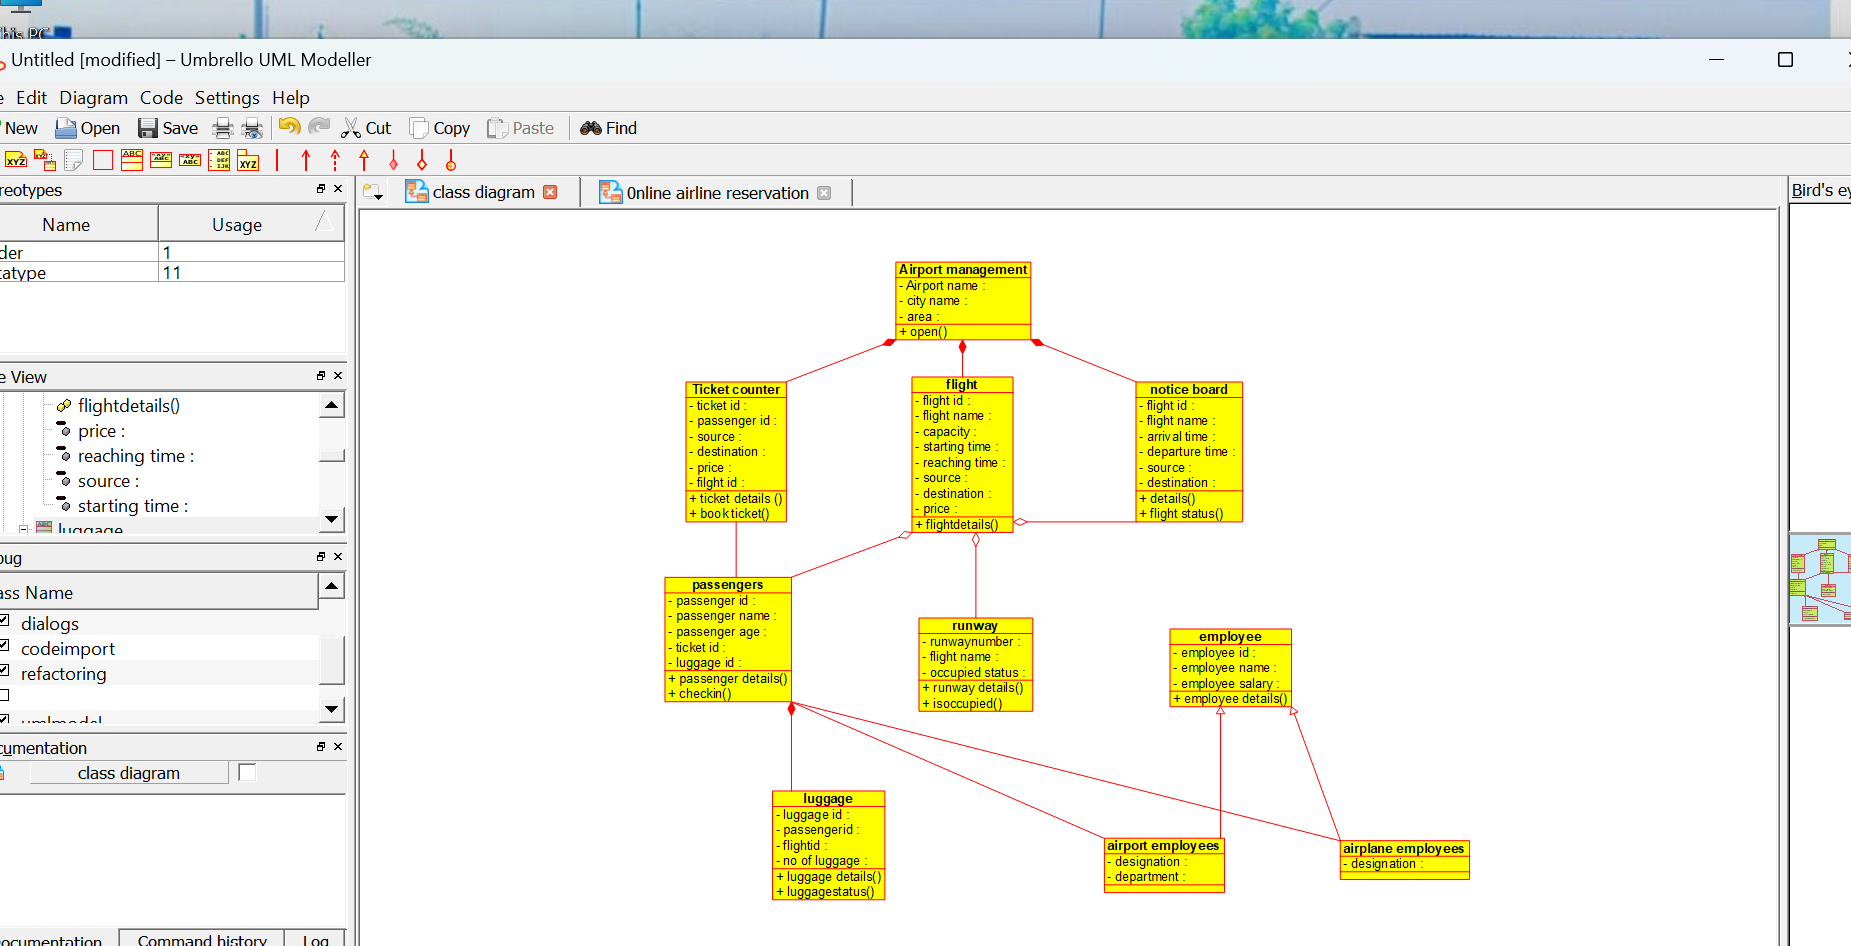 his PC
Untitled [modified] – Umbrello UML Modeller
e Edit Diagram Code Settings Help
New Open Save Cut Copy Paste Find
reotypes
class diagram
0nline airline reservation
Bird's ey
Name Usage
der 1
tatype 11
e View
flightdetails()
price :
reaching time :
source :
starting time :
luggage
bug
ass Name
dialogs
codeimport
refactoring
umlmodel
cumentation
class diagram
ocumentation Command history Log
Airport management
- Airport name :
- city name :
- area :
+ open()
Ticket counter
- ticket id :
- passenger id :
- source :
- destination :
- price :
- filght id :
+ ticket details ()
+ book ticket()
flight
- flight id :
- flight name :
- capacity :
- starting time :
- reaching time :
- source :
- destination :
- price :
+ flightdetails()
notice board
- flight id :
- flight name :
- arrival time :
- departure time :
- source :
- destination :
+ details()
+ flight status()
passengers
- passenger id :
- passenger name :
- passenger age :
- ticket id :
- luggage id :
+ passenger details()
+ checkin()
runway
- runwaynumber :
- flight name :
- occupied status :
+ runway details()
+ isoccupied()
employee
- employee id :
- employee name :
- employee salary :
+ employee details()
luggage
- luggage id :
- passengerid :
- flightid :
- no of luggage :
+ luggage details()
+ luggagestatus()
airport employees
- designation :
- department :
airplane employees
- designation :